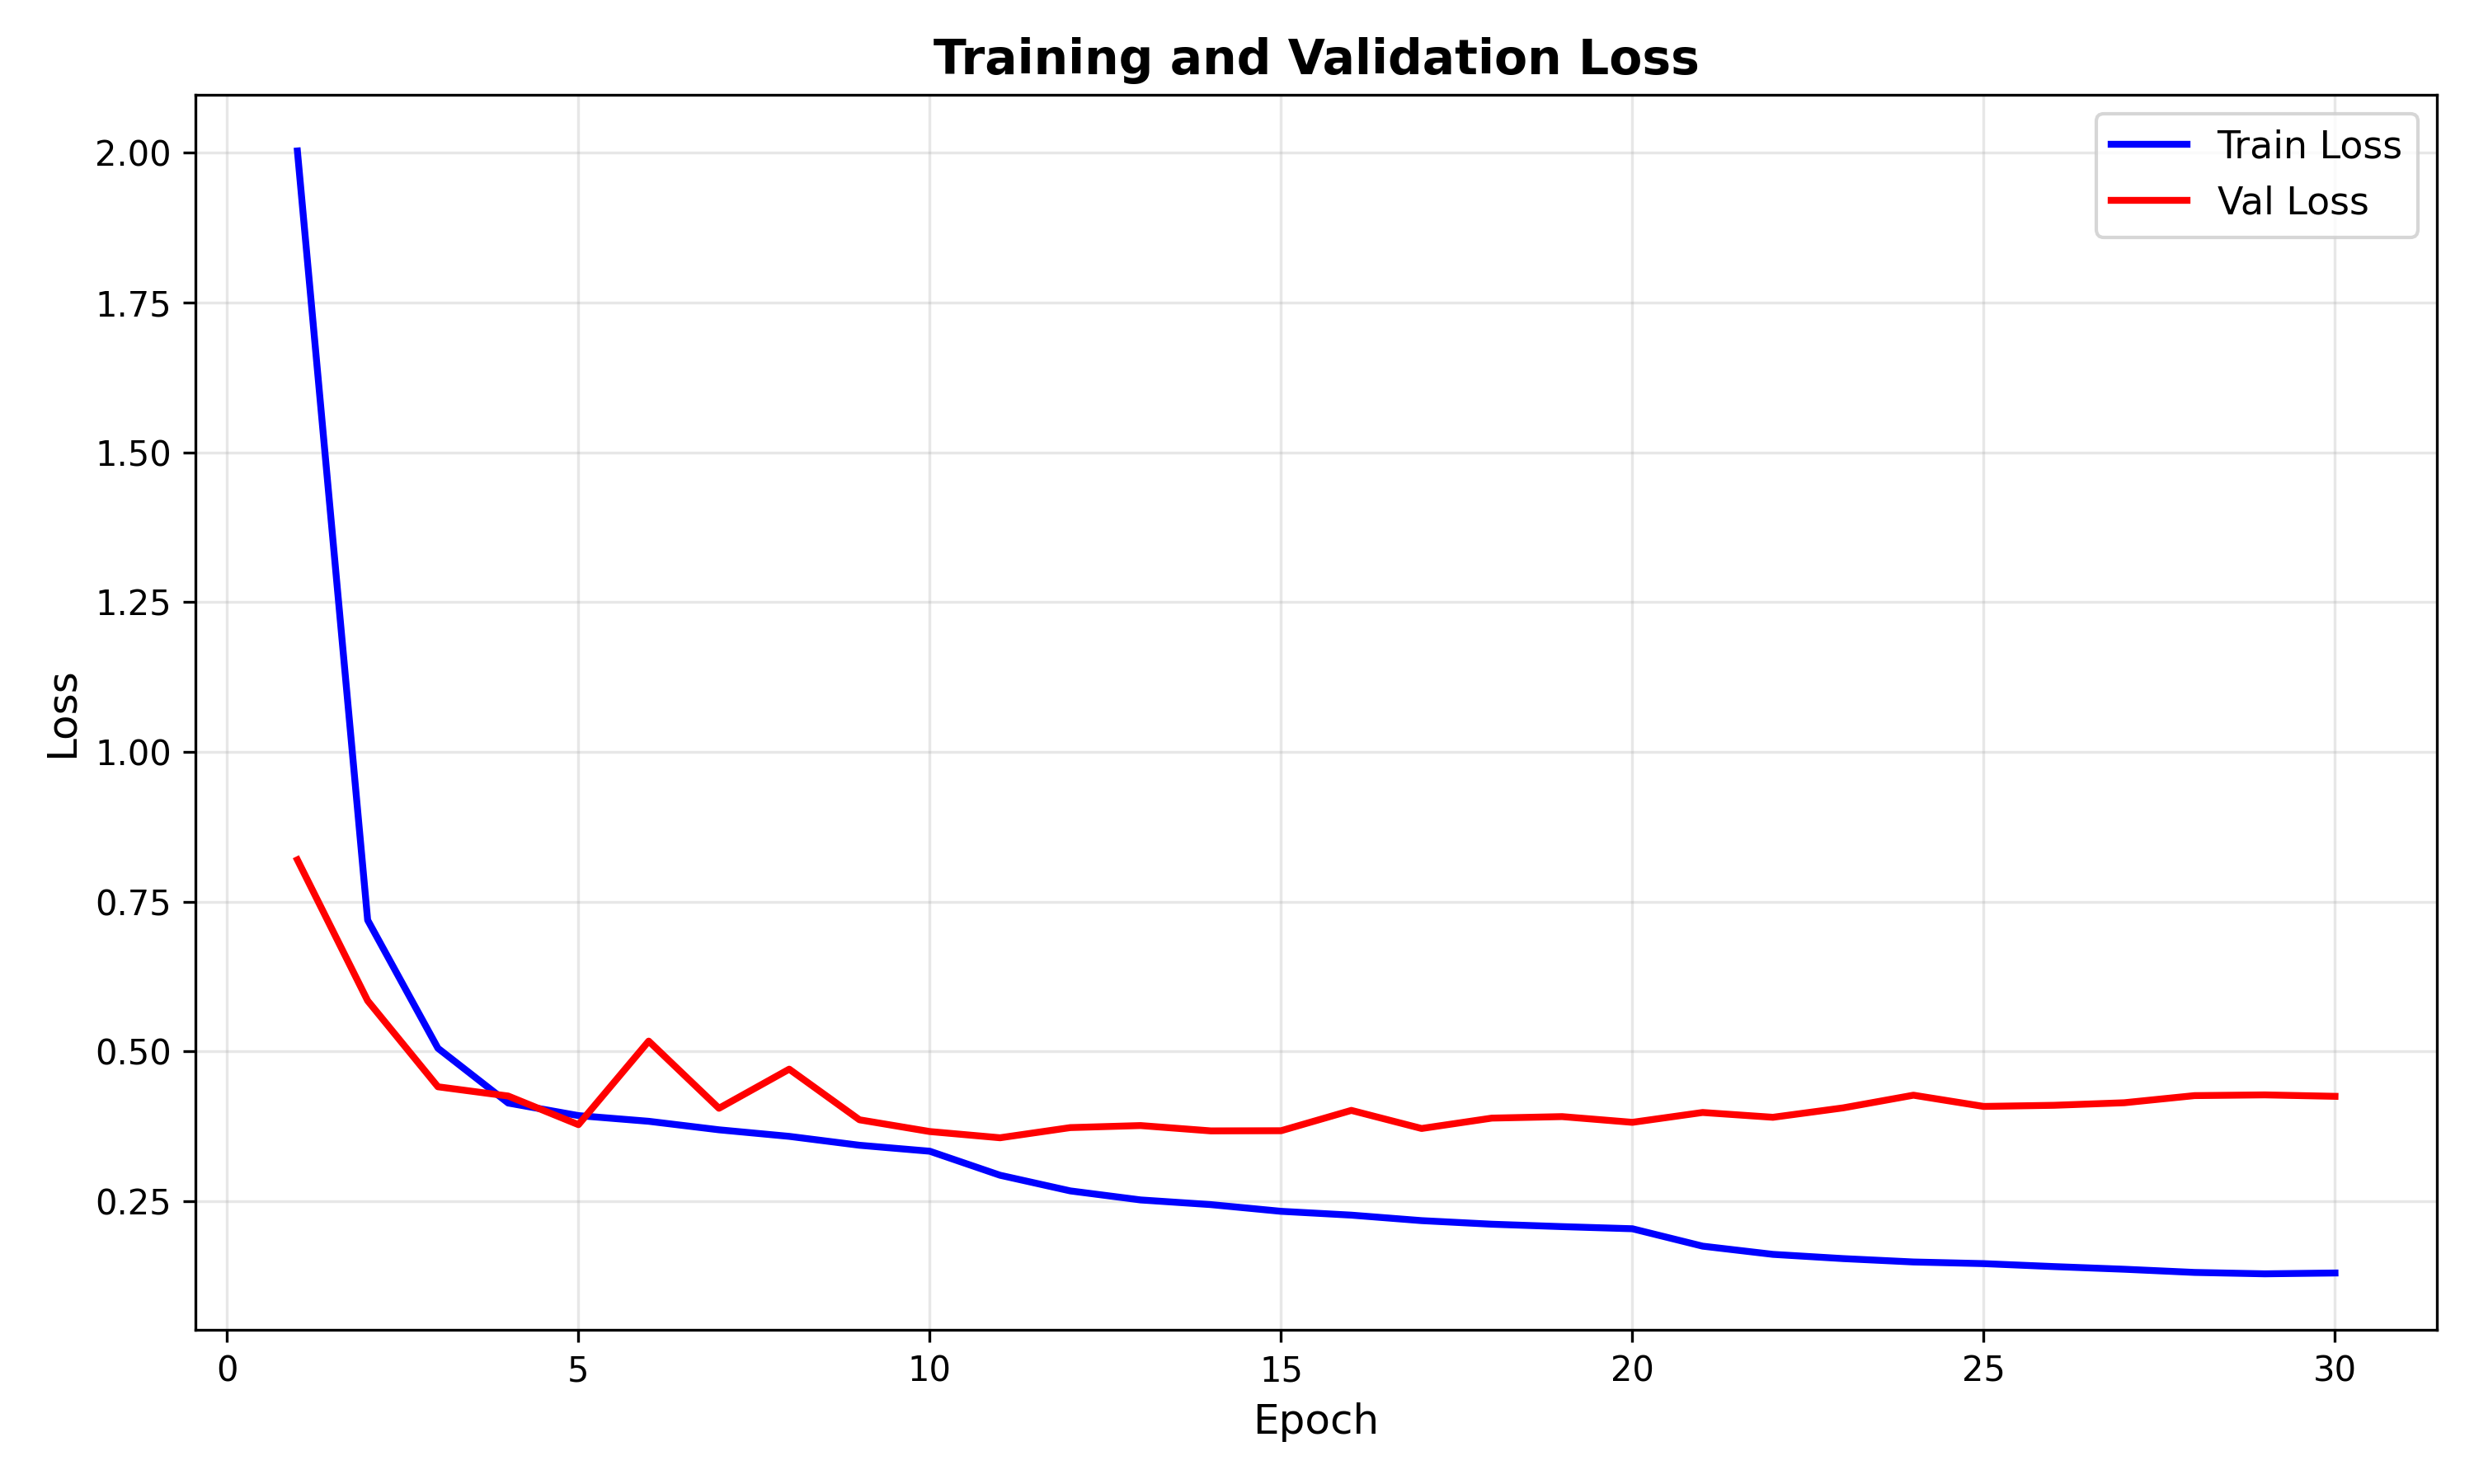 Training and Validation Loss
Train Loss
Val Loss
2.00
1.75
1.50
1.25
1.00
0.75
0.50
0.25
Loss
0 5 10 15 20 25 30
Epoch